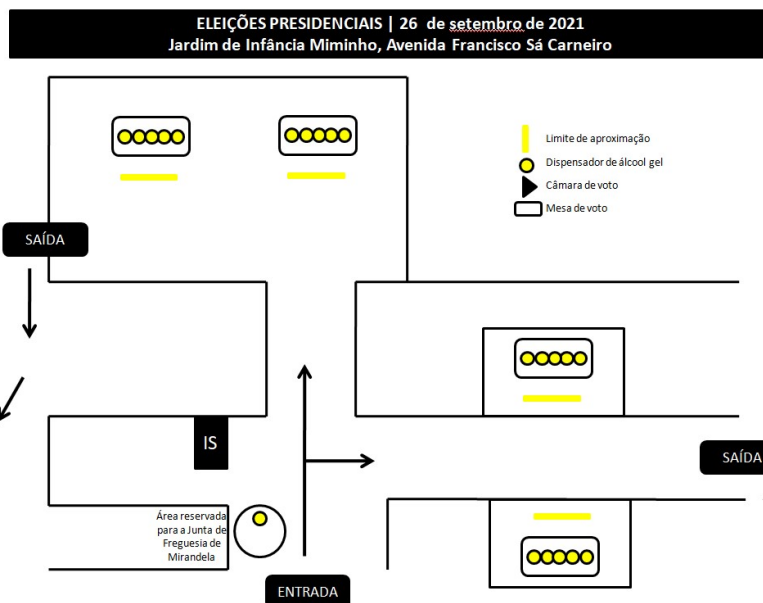 ELEIÇÕES PRESIDENCIAIS | 26 de setembro de 2021
Jardim de Infância Miminho, Avenida Francisco Sá Carneiro
Limite de aproximação
Dispensador de álcool gel
Câmara de voto
Mesa de voto
SAÍDA
IS
SAÍDA
Área reservada
para a Junta de
Freguesia de
Mirandela
ENTRADA